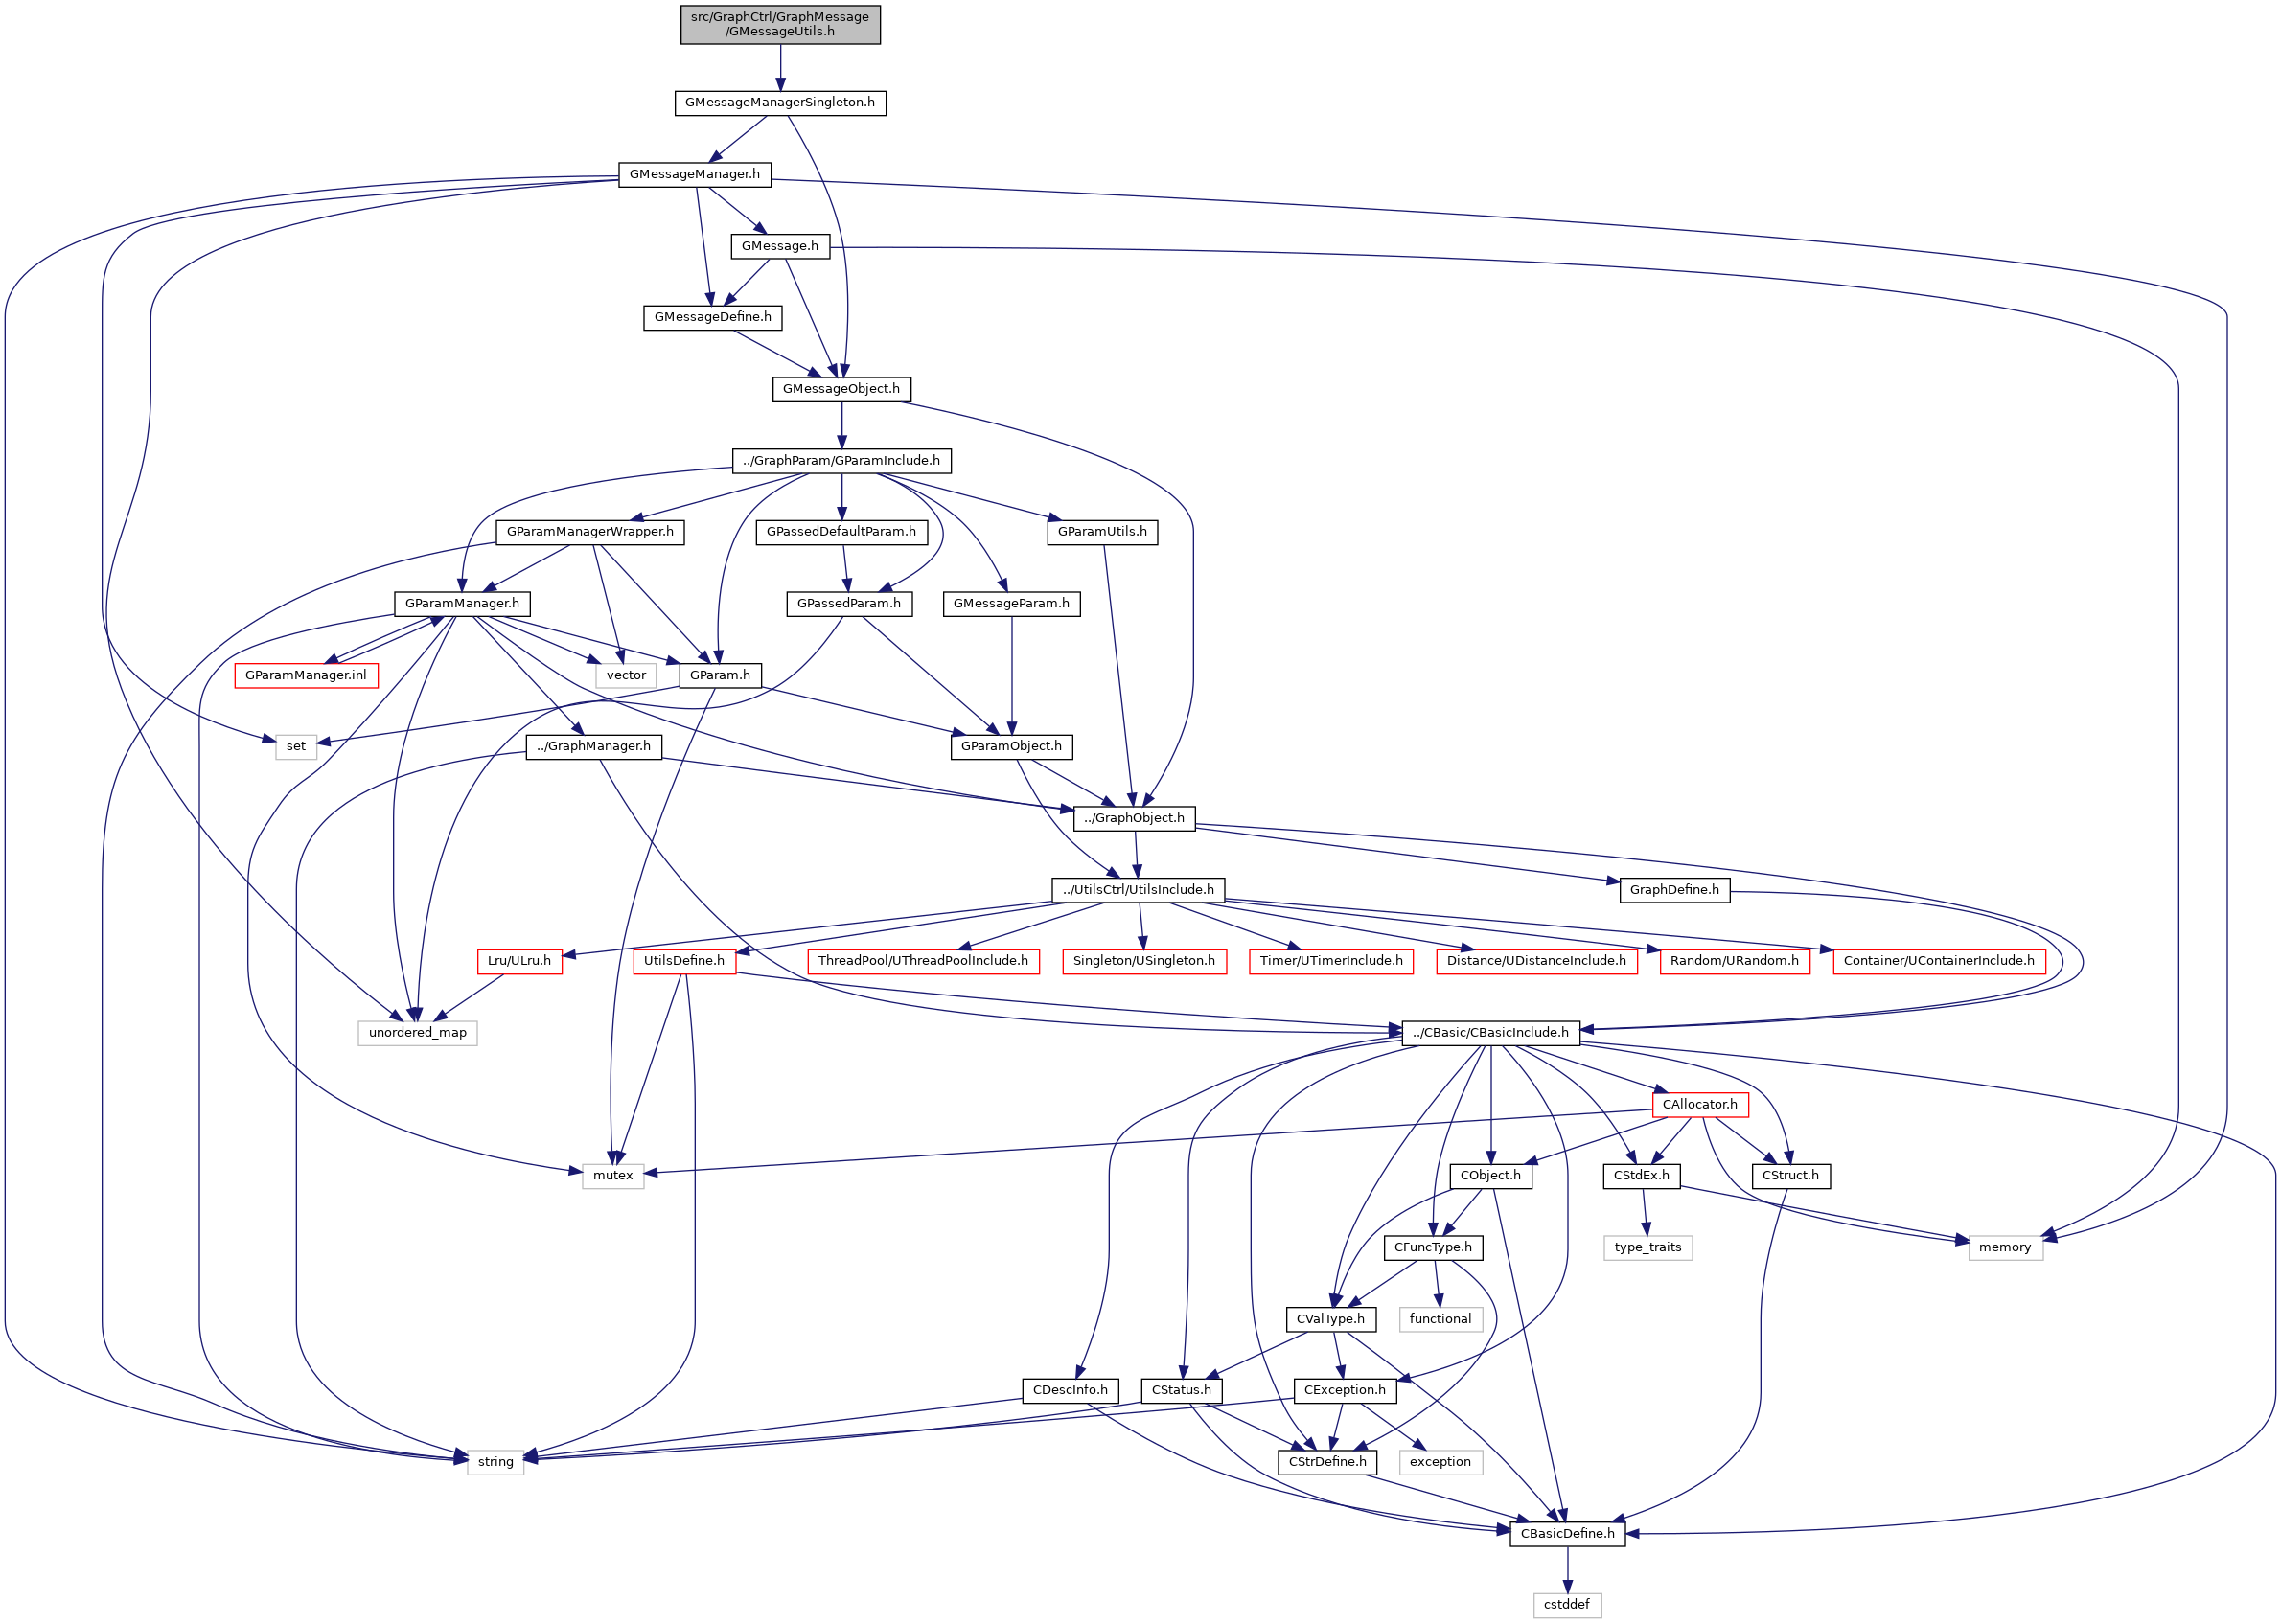 src/GraphCtrl/GraphMessage
/GMessageUtils.h
GMessageManagerSingleton.h
GMessageManager.h
GMessage.h
GMessageDefine.h
GMessageObject.h
../GraphParam/GParamInclude.h
GParamManagerWrapper.h
GPassedDefaultParam.h
GParamUtils.h
GParamManager.h
GPassedParam.h
GMessageParam.h
GParamManager.inl
vector
GParam.h
set
../GraphManager.h
GParamObject.h
../GraphObject.h
../UtilsCtrl/UtilsInclude.h
GraphDefine.h
Lru/ULru.h
UtilsDefine.h
ThreadPool/UThreadPoolInclude.h
Singleton/USingleton.h
Timer/UTimerInclude.h
Distance/UDistanceInclude.h
Random/URandom.h
Container/UContainerInclude.h
unordered_map
../CBasic/CBasicInclude.h
CAllocator.h
mutex
CObject.h
CStdEx.h
CStruct.h
CFuncType.h
type_traits
memory
CValType.h
functional
CDescInfo.h
CStatus.h
CException.h
string
CStrDefine.h
exception
CBasicDefine.h
cstddef